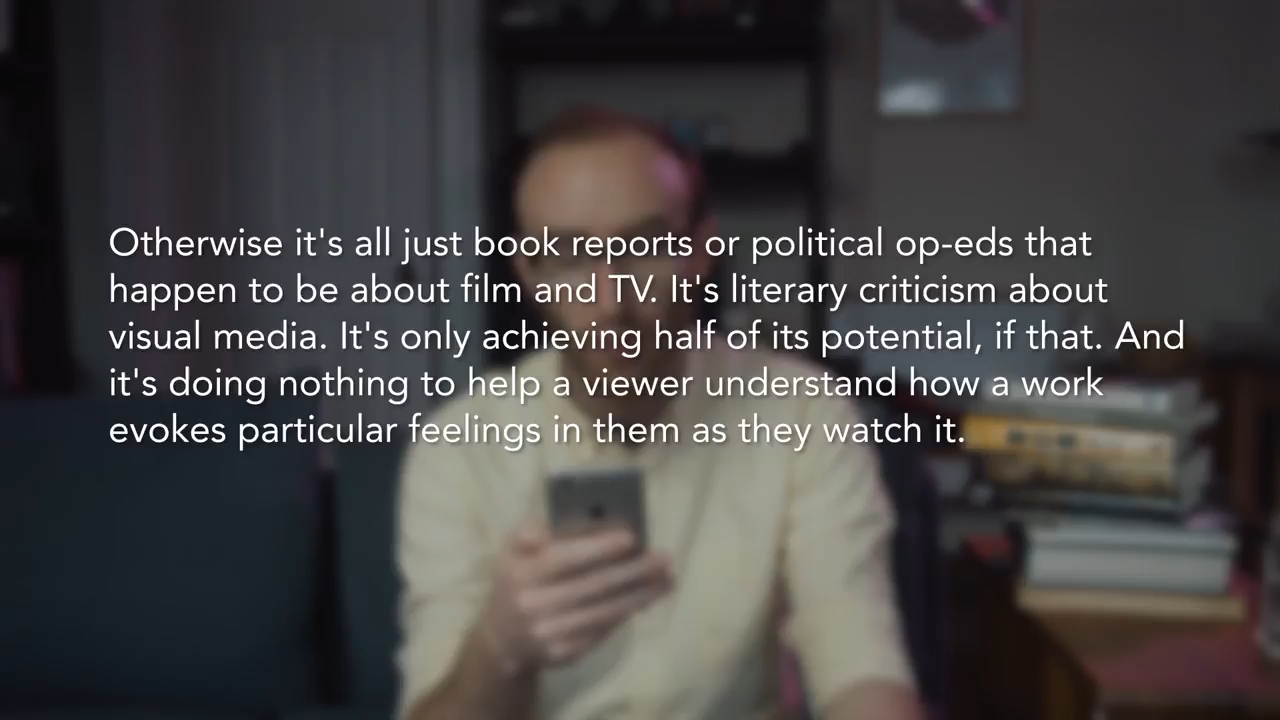 Otherwise it's all just book reports or political op-eds that
happen to be about film and TV. It's literary criticism about
visual media. It's only achieving half of its potential, if that. And
it's doing nothing to help a viewer understand how a work
evokes particular feelings in them as they watch it.